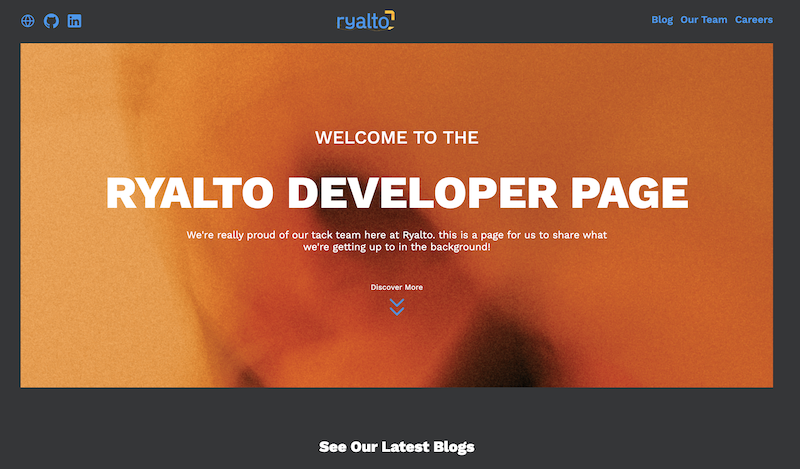 ryalto
Blog Our Team Careers
WELCOME TO THE
RYALTO DEVELOPER PAGE
We're really proud of our tack team here at Ryalto. this is a page for us to share what
we're getting up to in the background!
Discover More
See Our Latest Blogs